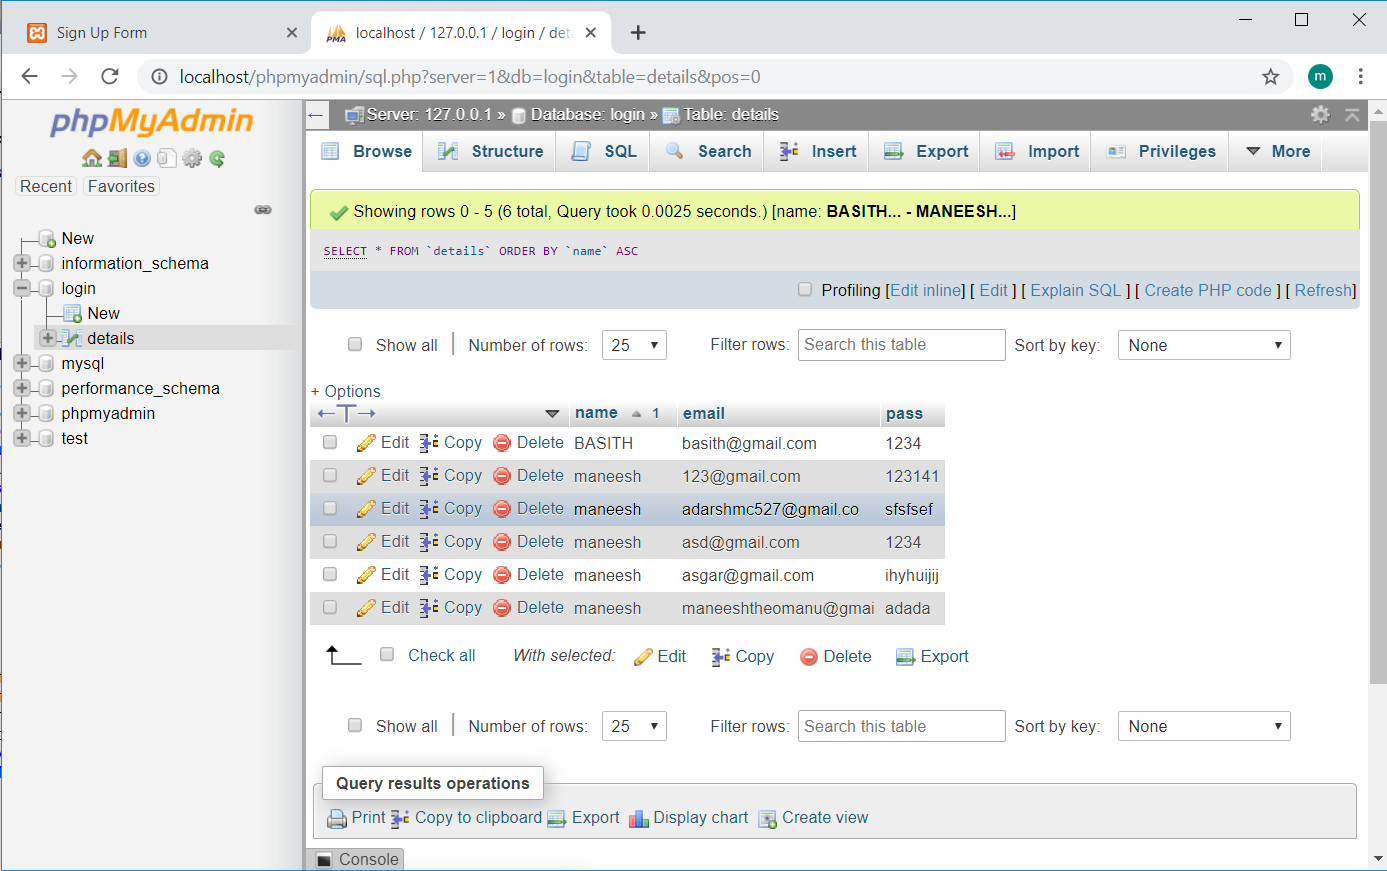 Sign Up Form
localhost / 127.0.0.1 / login / deta
localhost/phpmyadmin/sql.php?server=1&db=login&table=details&pos=0
m
phpMyAdmin
Recent Favorites
New
information_schema
login
New
details
mysql
performance_schema
phpmyadmin
test
Server: 127.0.0.1 » Database: login » Table: details
Browse Structure SQL Search Insert Export Import Privileges More
Showing rows 0 - 5 (6 total, Query took 0.0025 seconds.) [name: BASITH... - MANEESH...]
SELECT * FROM `details` ORDER BY `name` ASC
Profiling [Edit inline] [ Edit ] [ Explain SQL ] [ Create PHP code ] [ Refresh]
Show all | Number of rows: 25 Filter rows: Search this table Sort by key: None
+ Options
name 1 email pass
Edit Copy Delete BASITH basith@gmail.com 1234
Edit Copy Delete maneesh 123@gmail.com 123141
Edit Copy Delete maneesh adarshmc527@gmail.co sfsfsef
Edit Copy Delete maneesh asd@gmail.com 1234
Edit Copy Delete maneesh asgar@gmail.com ihyhuijij
Edit Copy Delete maneesh maneeshtheomanu@gmai adada
Check all With selected: Edit Copy Delete Export
Show all | Number of rows: 25 Filter rows: Search this table Sort by key: None
Query results operations
Print Copy to clipboard Export Display chart Create view
Console